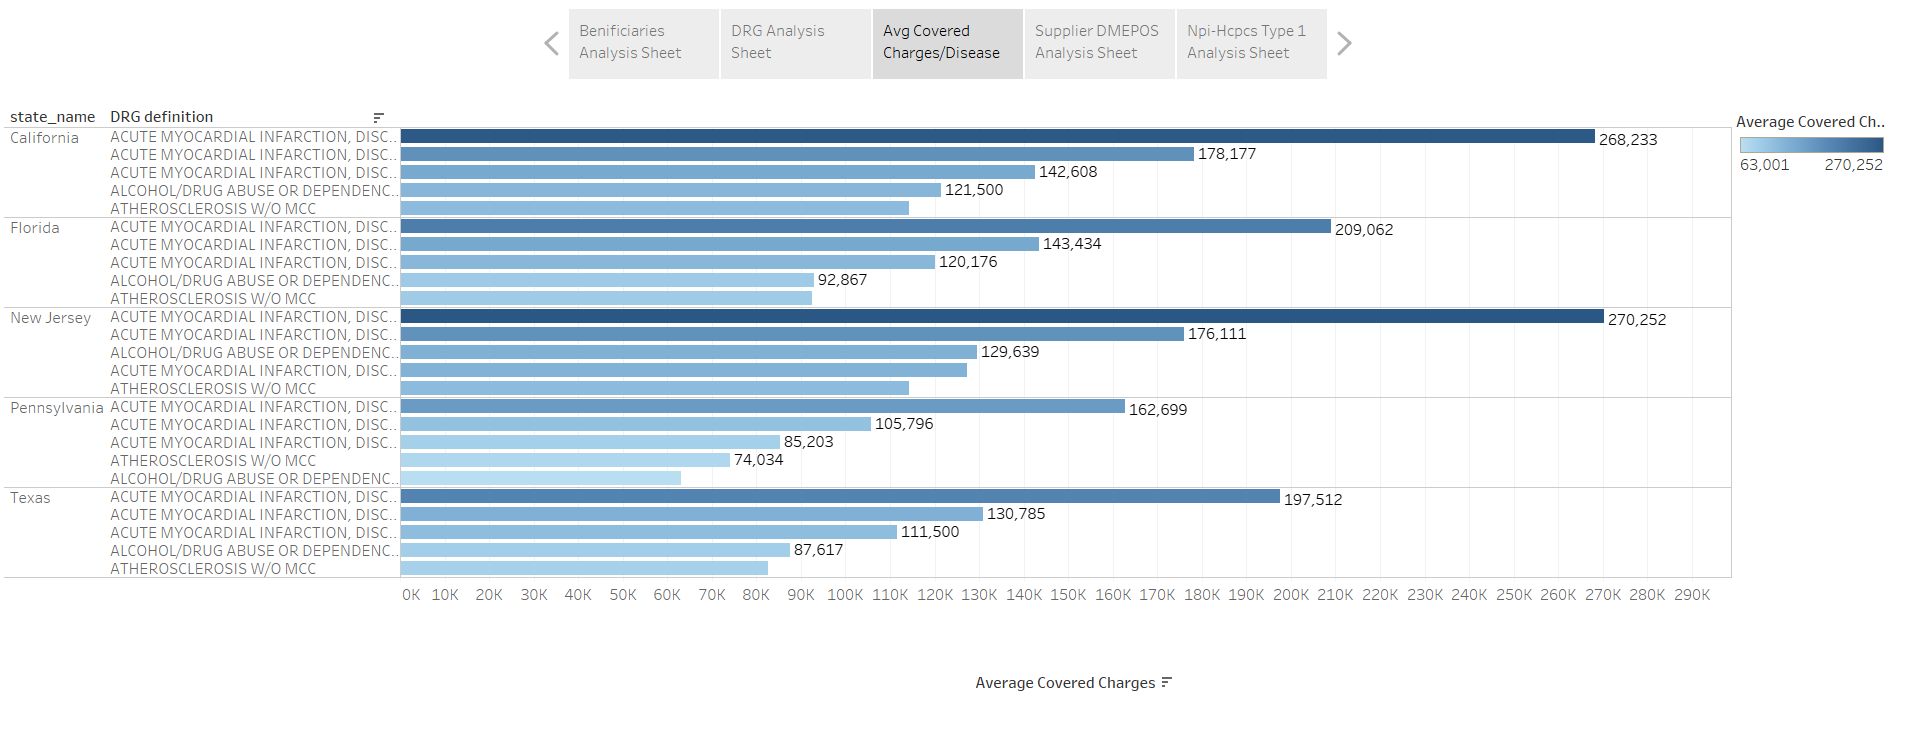 Benificiaries
Analysis Sheet
DRG Analysis
Sheet
Avg Covered
Charges/Disease
Supplier DMEPOS
Analysis Sheet
Npi-Hcpcs Type 1
Analysis Sheet
state_name DRG definition
Average Covered Ch..
63,001 270,252
California ACUTE MYOCARDIAL INFARCTION, DISC.. 268,233
ACUTE MYOCARDIAL INFARCTION, DISC.. 178,177
ACUTE MYOCARDIAL INFARCTION, DISC.. 142,608
ALCOHOL/DRUG ABUSE OR DEPENDENC.. 121,500
ATHEROSCLEROSIS W/O MCC
Florida ACUTE MYOCARDIAL INFARCTION, DISC.. 209,062
ACUTE MYOCARDIAL INFARCTION, DISC.. 143,434
ACUTE MYOCARDIAL INFARCTION, DISC.. 120,176
ALCOHOL/DRUG ABUSE OR DEPENDENC.. 92,867
ATHEROSCLEROSIS W/O MCC
New Jersey ACUTE MYOCARDIAL INFARCTION, DISC.. 270,252
ACUTE MYOCARDIAL INFARCTION, DISC.. 176,111
ALCOHOL/DRUG ABUSE OR DEPENDENC.. 129,639
ACUTE MYOCARDIAL INFARCTION, DISC..
ATHEROSCLEROSIS W/O MCC
Pennsylvania ACUTE MYOCARDIAL INFARCTION, DISC.. 162,699
ACUTE MYOCARDIAL INFARCTION, DISC.. 105,796
ACUTE MYOCARDIAL INFARCTION, DISC.. 85,203
ATHEROSCLEROSIS W/O MCC 74,034
ALCOHOL/DRUG ABUSE OR DEPENDENC..
Texas ACUTE MYOCARDIAL INFARCTION, DISC.. 197,512
ACUTE MYOCARDIAL INFARCTION, DISC.. 130,785
ACUTE MYOCARDIAL INFARCTION, DISC.. 111,500
ALCOHOL/DRUG ABUSE OR DEPENDENC.. 87,617
ATHEROSCLEROSIS W/O MCC
0K 10K 20K 30K 40K 50K 60K 70K 80K 90K 100K 110K 120K 130K 140K 150K 160K 170K 180K 190K 200K 210K 220K 230K 240K 250K 260K 270K 280K 290K
Average Covered Charges